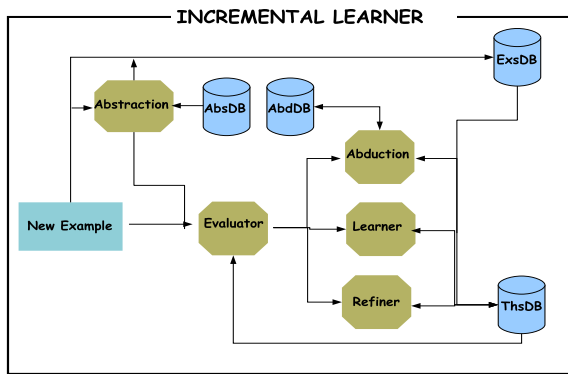 INCREMENTAL LEARNER
ExsDB
Abstraction
AbsDB
AbdDB
Abduction
New Example
Evaluator
Learner
Refiner
ThsDB